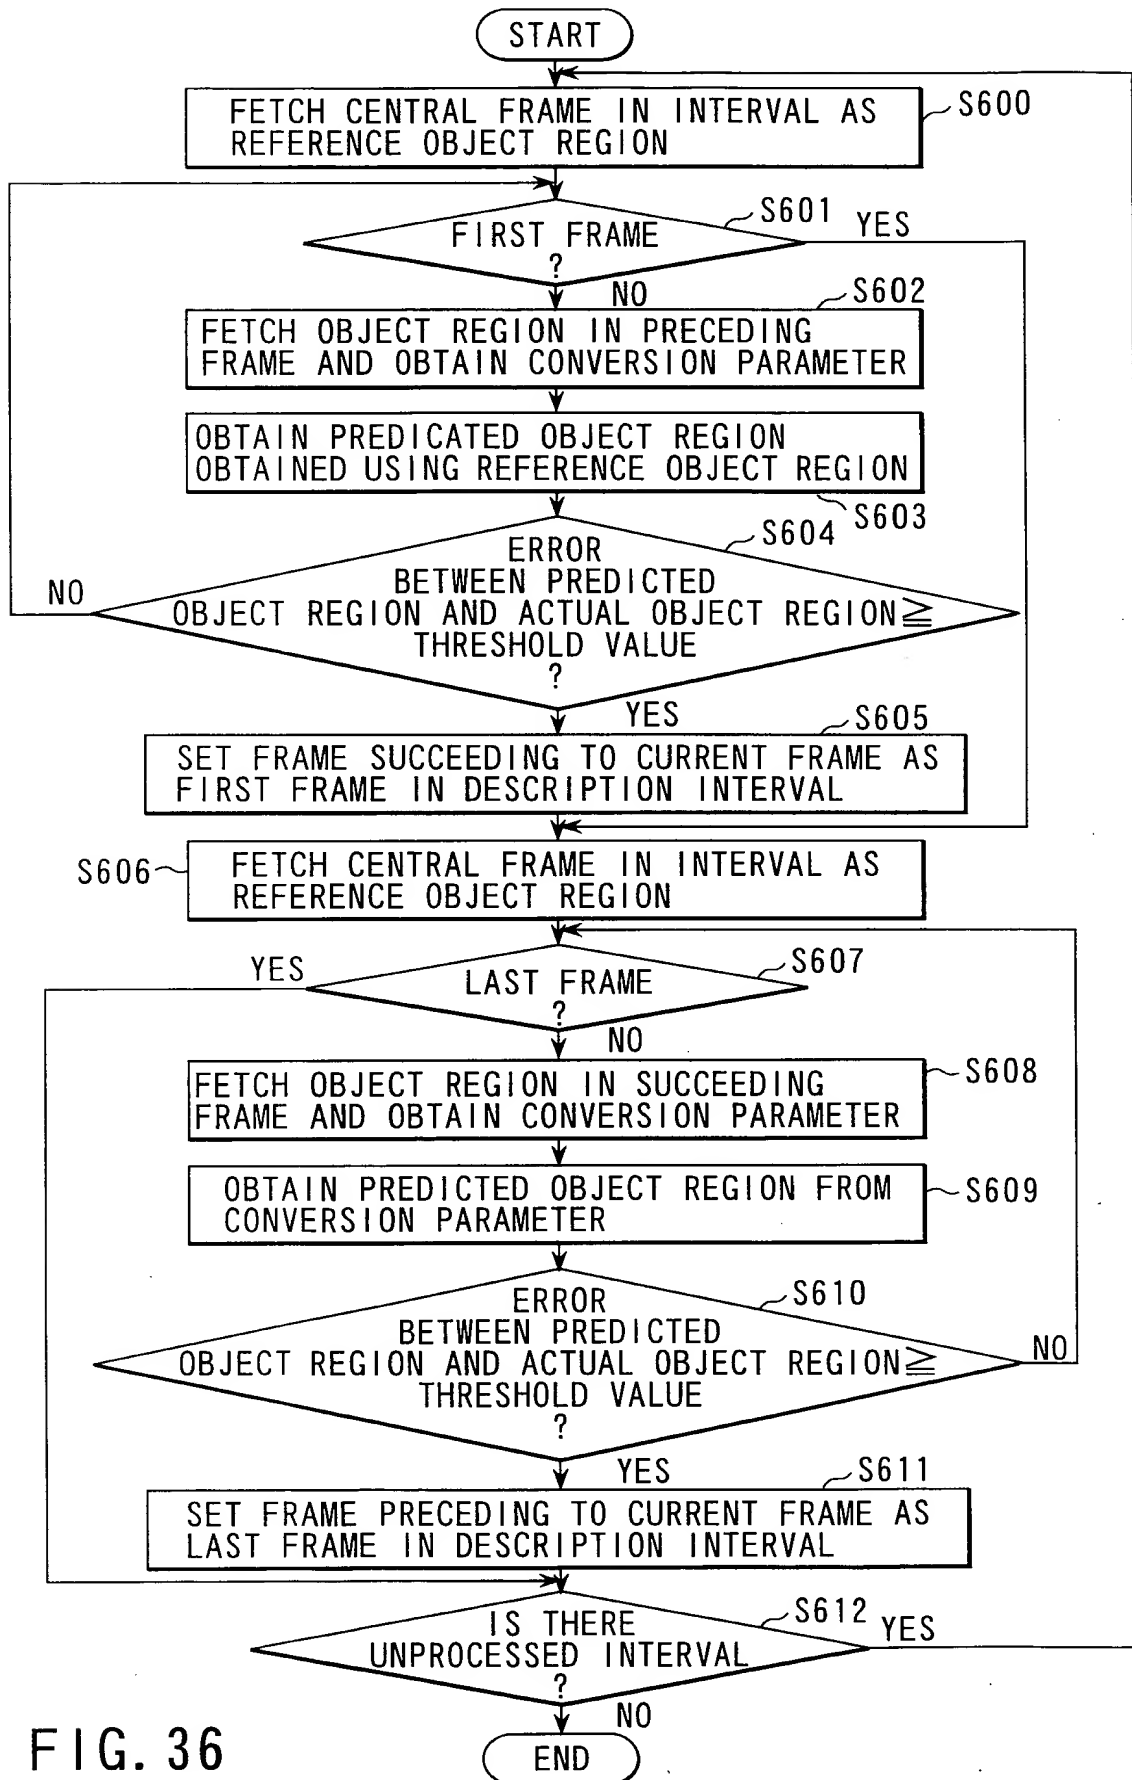 START
FETCH CENTRAL FRAME IN INTERVAL AS
REFERENCE OBJECT REGION
S600
FIRST FRAME
?
S601
YES
NO
S602
FETCH OBJECT REGION IN PRECEDING
FRAME AND OBTAIN CONVERSION PARAMETER
OBTAIN PREDICATED OBJECT REGION
OBTAINED USING REFERENCE OBJECT REGION
S603
S604
ERROR
BETWEEN PREDICTED
OBJECT REGION AND ACTUAL OBJECT REGION≧
THRESHOLD VALUE
?
NO
YES
S605
SET FRAME SUCCEEDING TO CURRENT FRAME AS
FIRST FRAME IN DESCRIPTION INTERVAL
S606
FETCH CENTRAL FRAME IN INTERVAL AS
REFERENCE OBJECT REGION
YES
LAST FRAME
?
S607
NO
FETCH OBJECT REGION IN SUCCEEDING
FRAME AND OBTAIN CONVERSION PARAMETER
S608
OBTAIN PREDICTED OBJECT REGION FROM
CONVERSION PARAMETER
S609
S610
ERROR
BETWEEN PREDICTED
OBJECT REGION AND ACTUAL OBJECT REGION≧
THRESHOLD VALUE
?
NO
YES
S611
SET FRAME PRECEDING TO CURRENT FRAME AS
LAST FRAME IN DESCRIPTION INTERVAL
S612
IS THERE
UNPROCESSED INTERVAL
?
YES
NO
END
FIG. 36